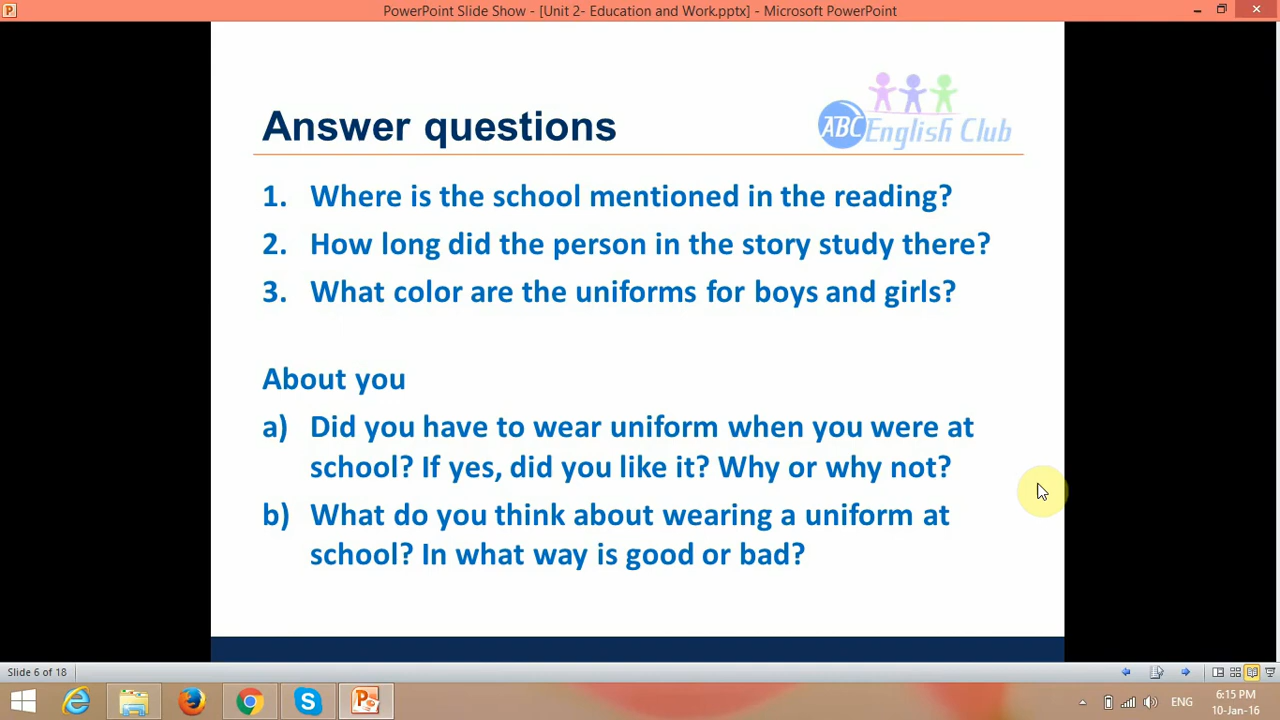 PowerPoint Slide Show - [Unit 2- Education and Work.pptx] - Microsoft PowerPoint
Answer questions
ABC English Club
1. Where is the school mentioned in the reading?
2. How long did the person in the story study there?
3. What color are the uniforms for boys and girls?
About you
a) Did you have to wear uniform when you were at
school? If yes, did you like it? Why or why not?
b) What do you think about wearing a uniform at
school? In what way is good or bad?
Slide 6 of 18
ENG
6:15 PM
10-Jan-16